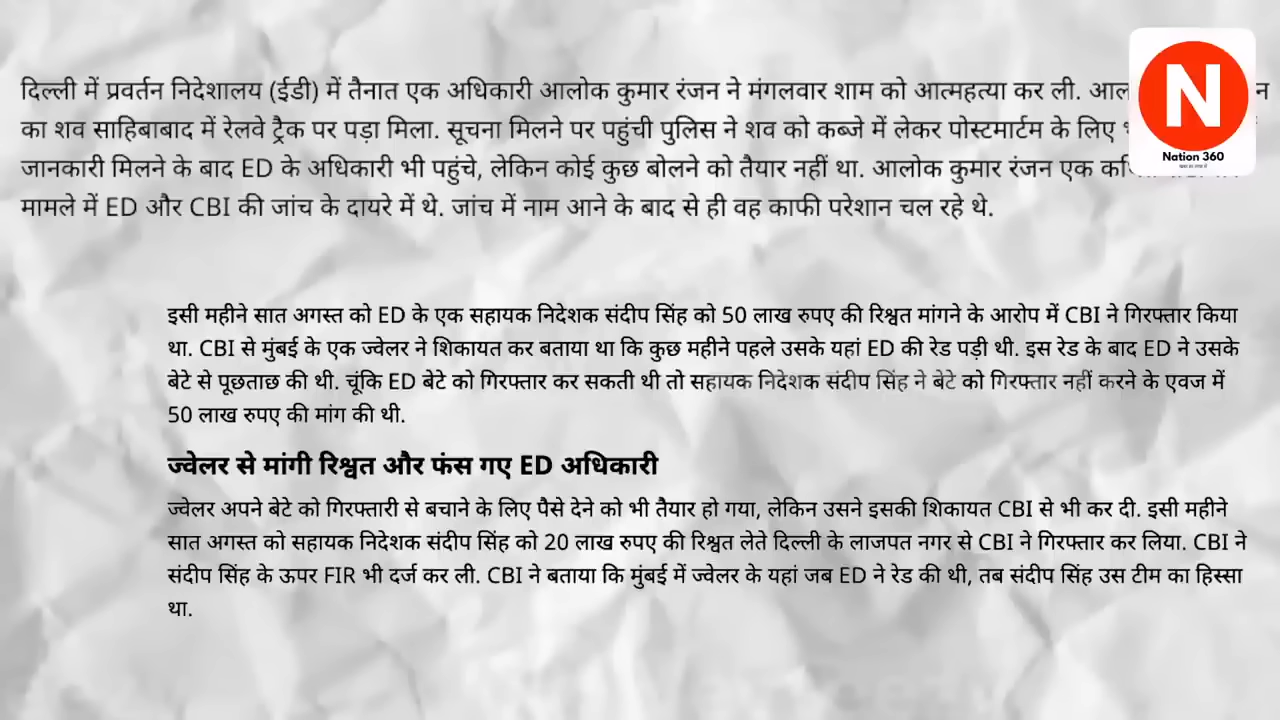 दिल्ली में प्रवर्तन निदेशालय (ईडी) में तैनात एक अधिकारी आलोक कुमार रंजन ने मंगलवार शाम को आत्महत्या कर ली.
का शव साहिबाबाद में रेलवे ट्रैक पर पड़ा मिला. सूचना मिलने पर पहुंची पुलिस ने शव को कब्जे में लेकर पोस्टमार्टम के लिए
जानकारी मिलने के बाद ED के अधिकारी भी पहुंचे, लेकिन कोई कुछ बोलने को तैयार नहीं था. आलोक कुमार रंजन एक
मामले में ED और CBI की जांच के दायरे में थे. जांच में नाम आने के बाद से ही वह काफी परेशान चल रहे थे.
N
Nation 360
इसी महीने सात अगस्त को ED के एक सहायक निदेशक संदीप सिंह को 50 लाख रुपए की रिश्वत मांगने के आरोप में CBI ने गिरफ्तार किया
था. CBI से मुंबई के एक ज्वेलर ने शिकायत कर बताया था कि कुछ महीने पहले उसके यहां ED की रेड पड़ी थी. इस रेड के बाद ED ने उसके
बेटे से पूछताछ की थी. चूंकि ED बेटे को गिरफ्तार कर सकती थी तो सहायक निदेशक संदीप सिंह ने बेटे को गिरफ्तार नहीं करने के एवज में
50 लाख रुपए की मांग की थी.
ज्वेलर से मांगी रिश्वत और फंस गए ED अधिकारी
ज्वेलर अपने बेटे को गिरफ्तारी से बचाने के लिए पैसे देने को भी तैयार हो गया, लेकिन उसने इसकी शिकायत CBI से भी कर दी. इसी महीने
सात अगस्त को सहायक निदेशक संदीप सिंह को 20 लाख रुपए की रिश्वत लेते दिल्ली के लाजपत नगर से CBI ने गिरफ्तार कर लिया. CBI ने
संदीप सिंह के ऊपर FIR भी दर्ज कर ली. CBI ने बताया कि मुंबई में ज्वेलर के यहां जब ED ने रेड की थी, तब संदीप सिंह उस टीम का हिस्सा
था.